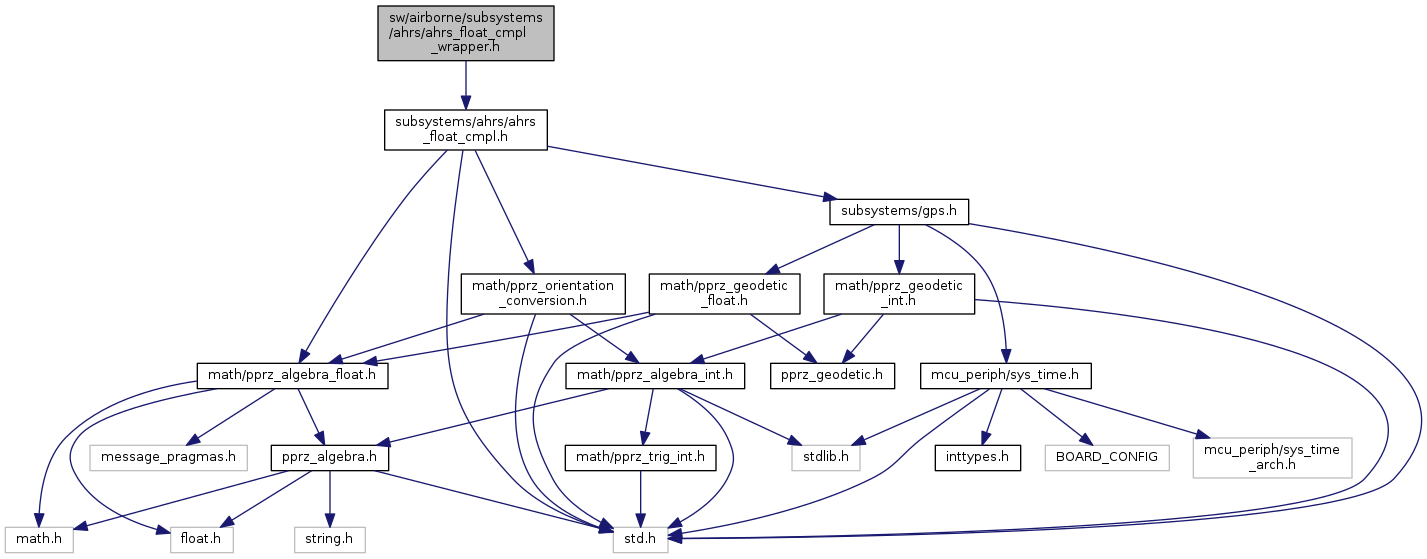 sw/airborne/subsystems
/ahrs/ahrs_float_cmpl
_wrapper.h
subsystems/ahrs/ahrs
_float_cmpl.h
subsystems/gps.h
math/pprz_orientation
_conversion.h
math/pprz_geodetic
_float.h
math/pprz_geodetic
_int.h
math/pprz_algebra_float.h
math/pprz_algebra_int.h
pprz_geodetic.h
mcu_periph/sys_time.h
message_pragmas.h
pprz_algebra.h
math/pprz_trig_int.h
stdlib.h
inttypes.h
BOARD_CONFIG
mcu_periph/sys_time
_arch.h
math.h
float.h
string.h
std.h